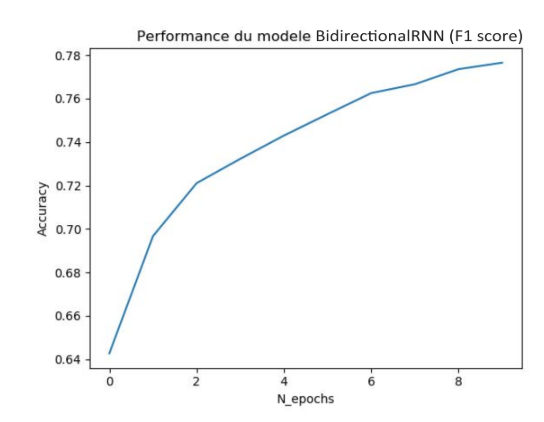 Performance du modele BidirectionalRNN (F1 score)
0.78
0.76
0.74
0.72
0.70
0.68
0.66
0.64
Accuracy
0 2 4 6 8
N_epochs